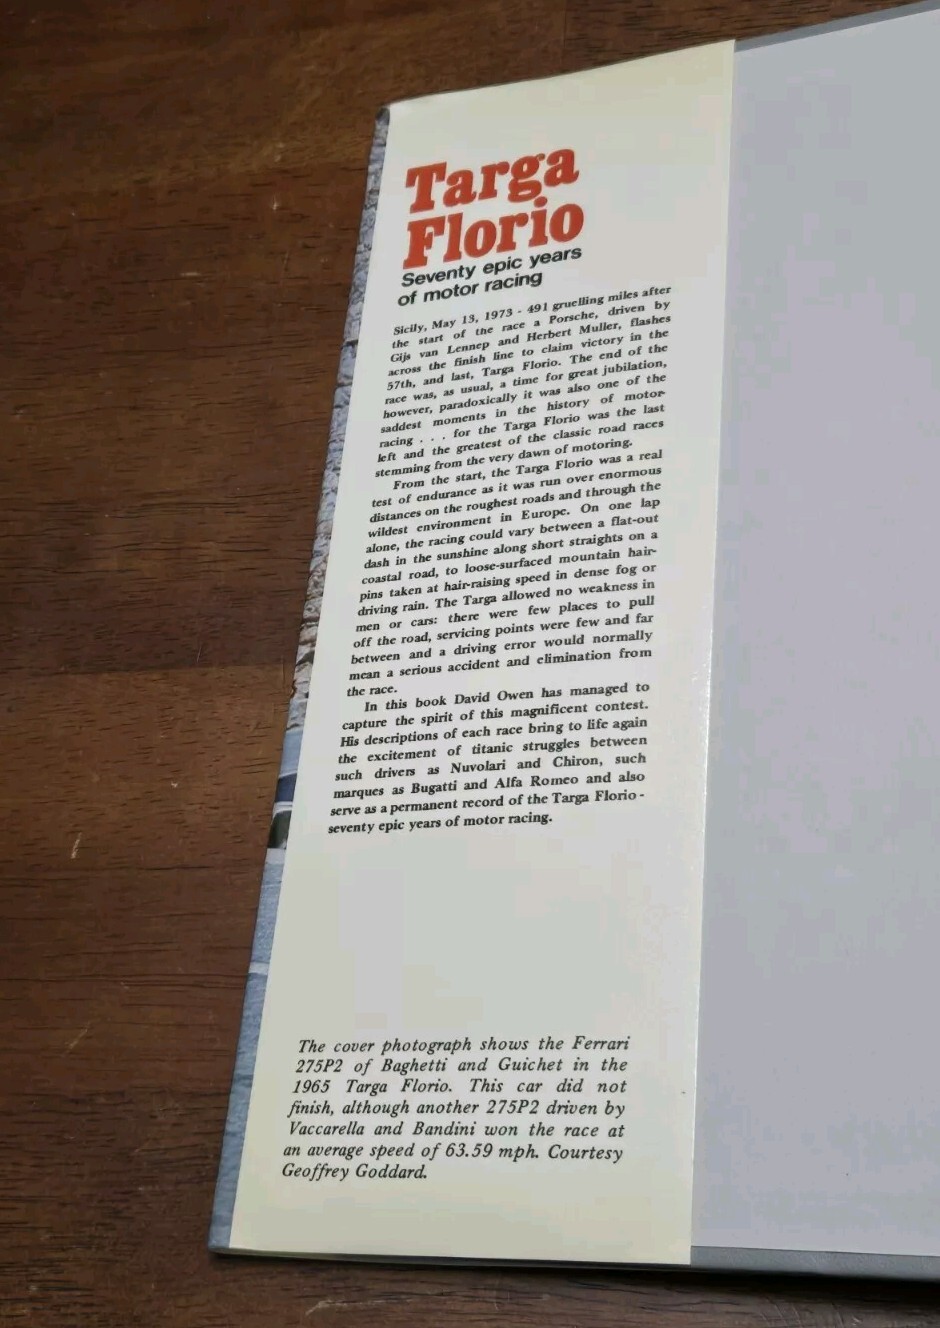 Targa
Florio
Seventy epic years
of motor racing
Sicily, May 13, 1973 - 491 gruelling miles after
the start of the race a Porsche, driven by
Gijs van Lennep and Herbert Muller, flashes
across the finish line to claim victory in the
57th, and last, Targa Florio. The end of the
race was, as usual, a time for great jubilation,
however, paradoxically it was also one of the
saddest moments in the history of motor-
racing . . . for the Targa Florio was the last
left and the greatest of the classic road races
stemming from the very dawn of motoring.
From the start, the Targa Florio was a real
test of endurance as it was run over enormous
distances on the roughest roads and through the
wildest environment in Europe. On one lap
alone, the racing could vary between a flat-out
dash in the sunshine along short straights on a
coastal road, to loose-surfaced mountain hair-
pins taken at hair-raising speed in dense fog or
driving rain. The Targa allowed no weakness in
men or cars: there were few places to pull
off the road, servicing points were few and far
between and a driving error would normally
mean a serious accident and elimination from
the race.
In this book David Owen has managed to
capture the spirit of this magnificent contest.
His descriptions of each race bring to life again
the excitement of titanic struggles between
such drivers as Nuvolari and Chiron, such
marques as Bugatti and Alfa Romeo and also
serve as a permanent record of the Targa Florio -
seventy epic years of motor racing.
The cover photograph shows the Ferrari
275P2 of Baghetti and Guichet in the
1965 Targa Florio. This car did not
finish, although another 275P2 driven by
Vaccarella and Bandini won the race at
an average speed of 63.59 mph. Courtesy
Geoffrey Goddard.